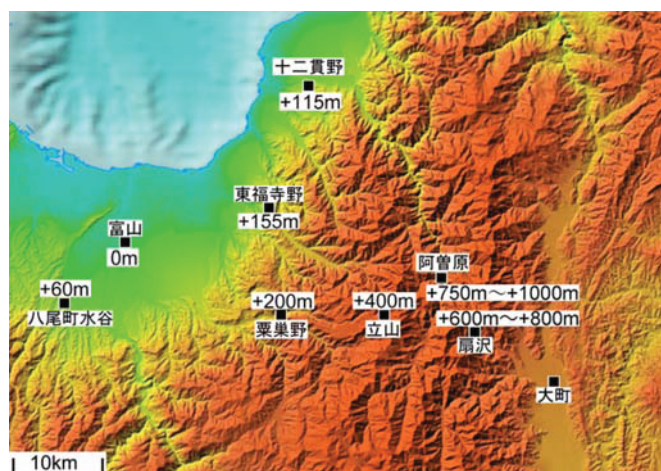 十二貫野
+115m
東福寺野
+155m
富山
0m
+60m
八尾町水谷
+200m
粟巣野
+400m
立山
阿曽原
+750m～+1000m
+600m～+800m
扇沢
大町
10km